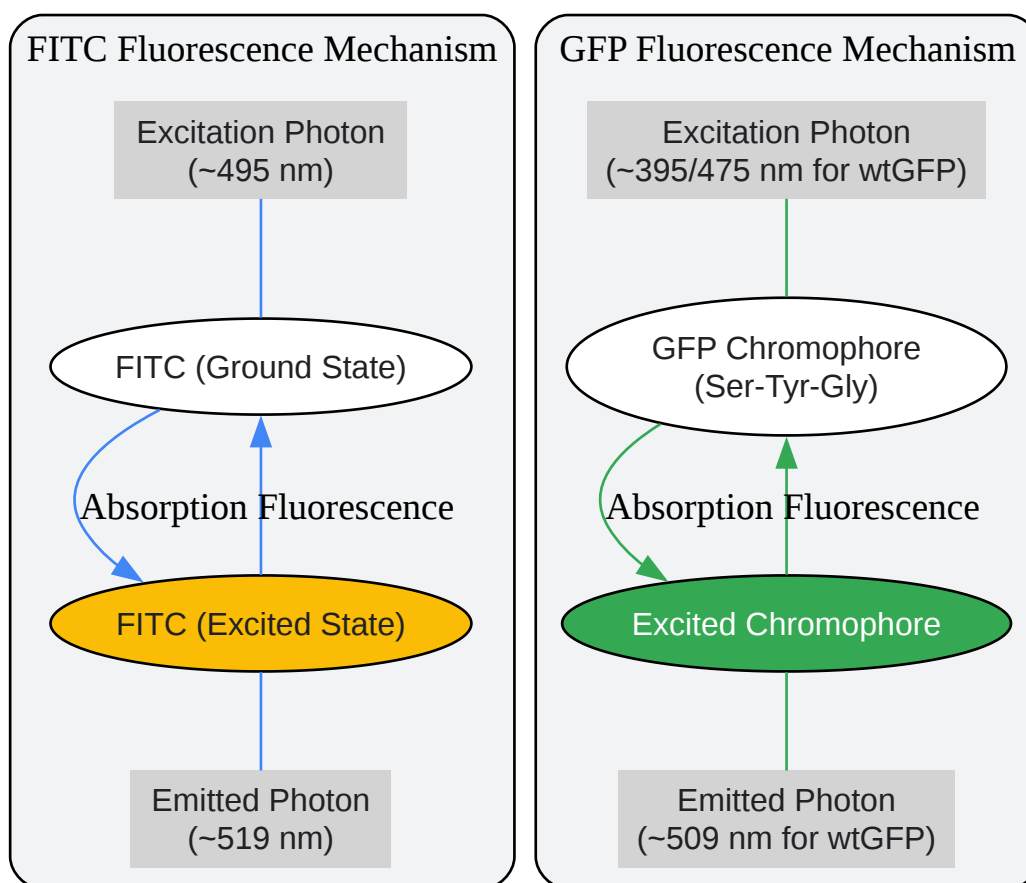 FITC Fluorescence Mechanism
Excitation Photon
(~495 nm)
FITC (Ground State)
Absorption Fluorescence
FITC (Excited State)
Emitted Photon
(~519 nm)
GFP Fluorescence Mechanism
Excitation Photon
(~395/475 nm for wtGFP)
GFP Chromophore
(Ser-Tyr-Gly)
Absorption Fluorescence
Excited Chromophore
Emitted Photon
(~509 nm for wtGFP)